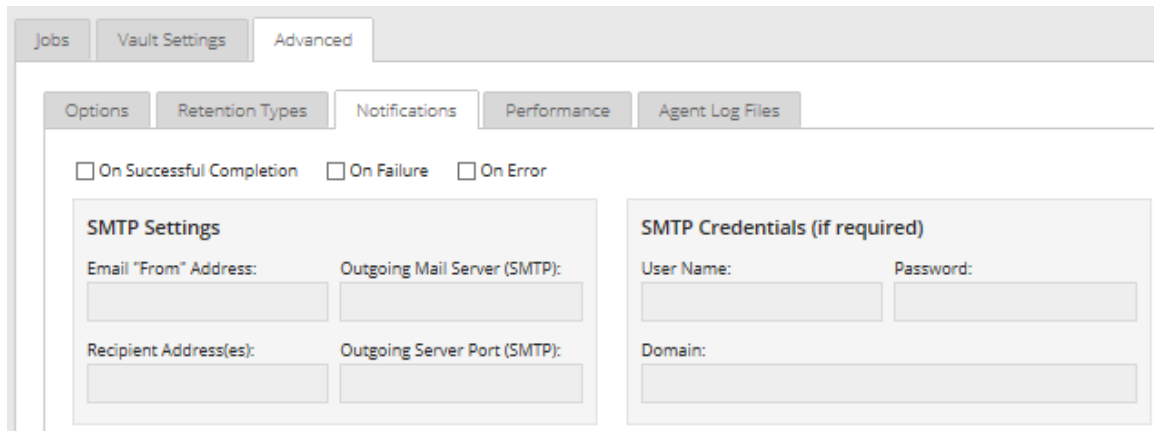 Jobs Vault Settings Advanced
Options Retention Types Notifications Performance Agent Log Files
On Successful Completion On Failure On Error
SMTP Settings
Email "From" Address: Outgoing Mail Server (SMTP):
Recipient Address(es): Outgoing Server Port (SMTP):
SMTP Credentials (if required)
User Name: Password:
Domain: